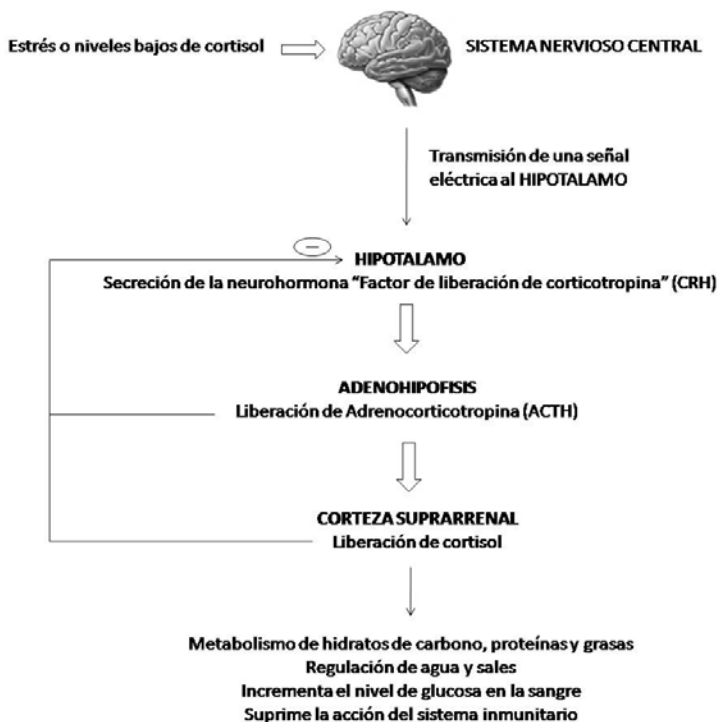 Estrés o niveles bajos de cortisol
SISTEMA NERVIOSO CENTRAL
Transmisión de una señal
eléctrica al HIPOTALAMO
−
HIPOTALAMO
Secreción de la neurohormona “Factor de liberación de corticotropina” (CRH)
ADENOHIPOFISIS
Liberación de Adrenocorticotropina (ACTH)
CORTEZA SUPRARRENAL
Liberación de cortisol
Metabolismo de hidratos de carbono, proteínas y grasas
Regulación de agua y sales
Incrementa el nivel de glucosa en la sangre
Suprime la acción del sistema inmunitario